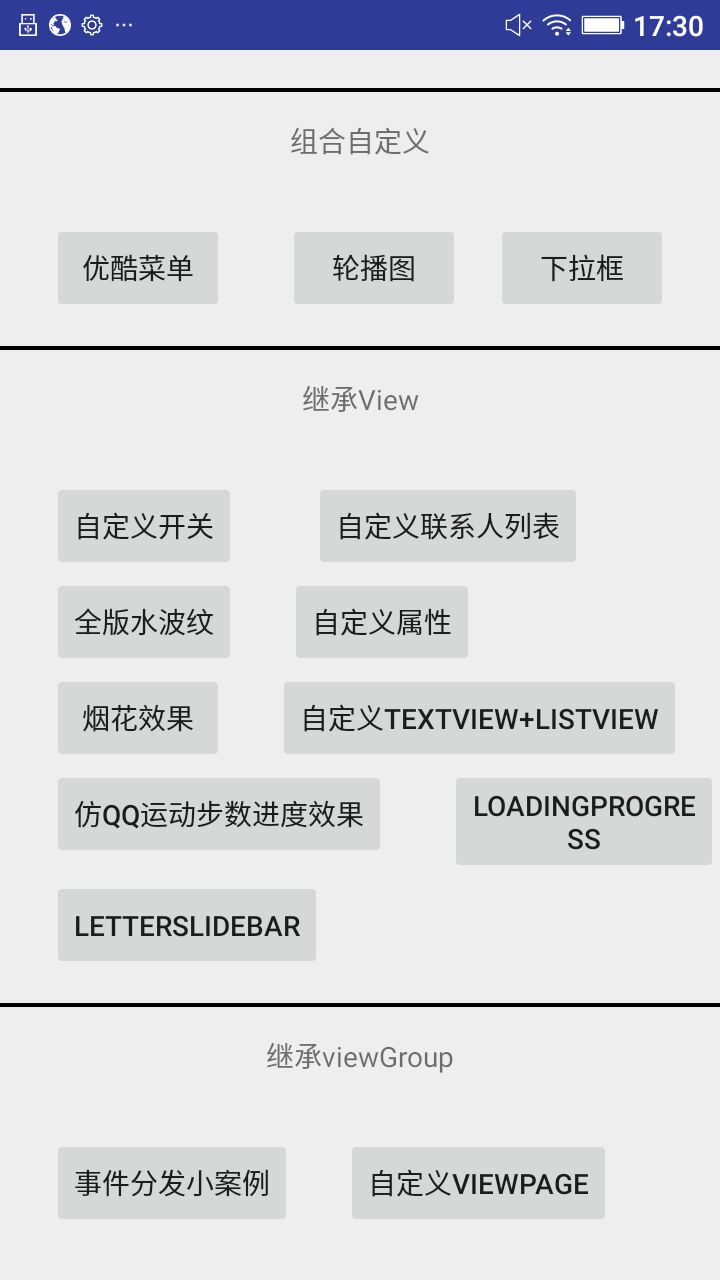 17:30
组合自定义
优酷菜单 轮播图 下拉框
继承View
自定义开关 自定义联系人列表
全版水波纹 自定义属性
烟花效果 自定义TEXTVIEW+LISTVIEW
仿QQ运动步数进度效果
LOADINGPROGRE
SS
LETTERSLIDEBAR
继承viewGroup
事件分发小案例 自定义VIEWPAGE